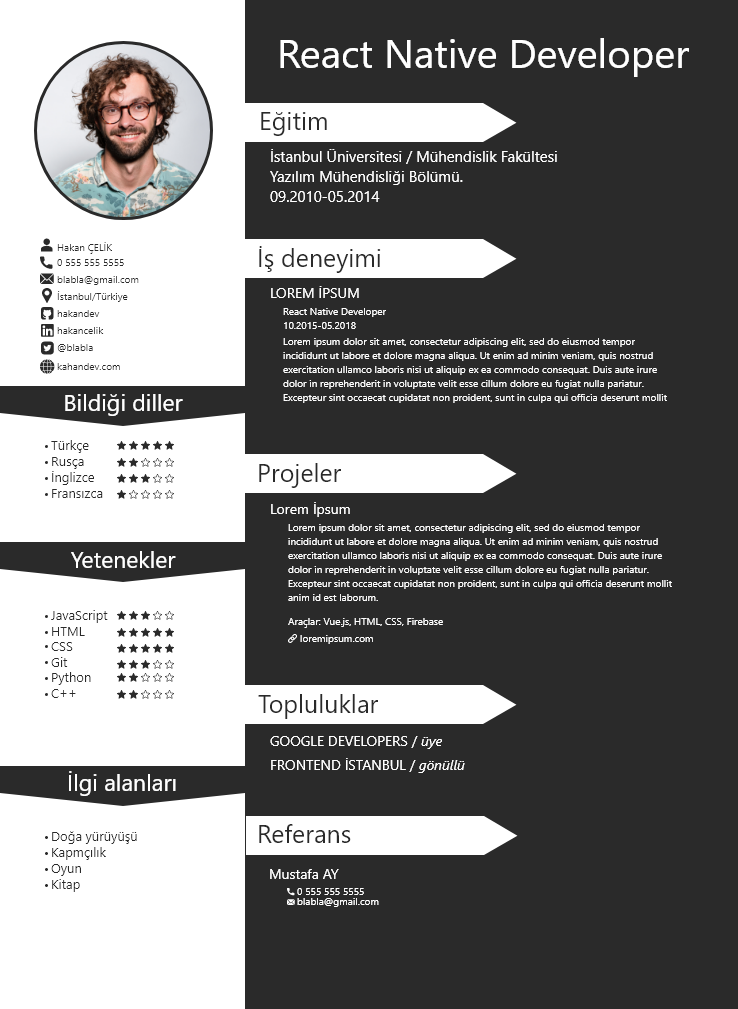 Hakan ÇELİK
0 555 555 5555
blabla@gmail.com
İstanbul/Türkiye
hakandev
hakancelik
@blabla
kahandev.com
Bildiği diller
• Türkçe
• Rusça
• İnglizce
• Fransızca
Yetenekler
• JavaScript
• HTML
• CSS
• Git
• Python
• C++
İlgi alanları
• Doğa yürüyüşü
• Kapmçılık
• Oyun
• Kitap
React Native Developer
Eğitim
İstanbul Üniversitesi / Mühendislik Fakültesi
Yazılım Mühendisliği Bölümü.
09.2010-05.2014
İş deneyimi
LOREM İPSUM
React Native Developer
10.2015-05.2018
Lorem ipsum dolor sit amet, consectetur adipiscing elit, sed do eiusmod tempor
incididunt ut labore et dolore magna aliqua. Ut enim ad minim veniam, quis nostrud
exercitation ullamco laboris nisi ut aliquip ex ea commodo consequat. Duis aute irure
dolor in reprehenderit in voluptate velit esse cillum dolore eu fugiat nulla pariatur.
Excepteur sint occaecat cupidatat non proident, sunt in culpa qui officia deserunt mollit
Projeler
Lorem İpsum
Lorem ipsum dolor sit amet, consectetur adipiscing elit, sed do eiusmod tempor
incididunt ut labore et dolore magna aliqua. Ut enim ad minim veniam, quis nostrud
exercitation ullamco laboris nisi ut aliquip ex ea commodo consequat. Duis aute irure
dolor in reprehenderit in voluptate velit esse cillum dolore eu fugiat nulla pariatur.
Excepteur sint occaecat cupidatat non proident, sunt in culpa qui officia deserunt mollit
anim id est laborum.
Araçlar: Vue.js, HTML, CSS, Firebase
loremipsum.com
Topluluklar
GOOGLE DEVELOPERS / üye
FRONTEND İSTANBUL / gönüllü
Referans
Mustafa AY
0 555 555 5555
blabla@gmail.com